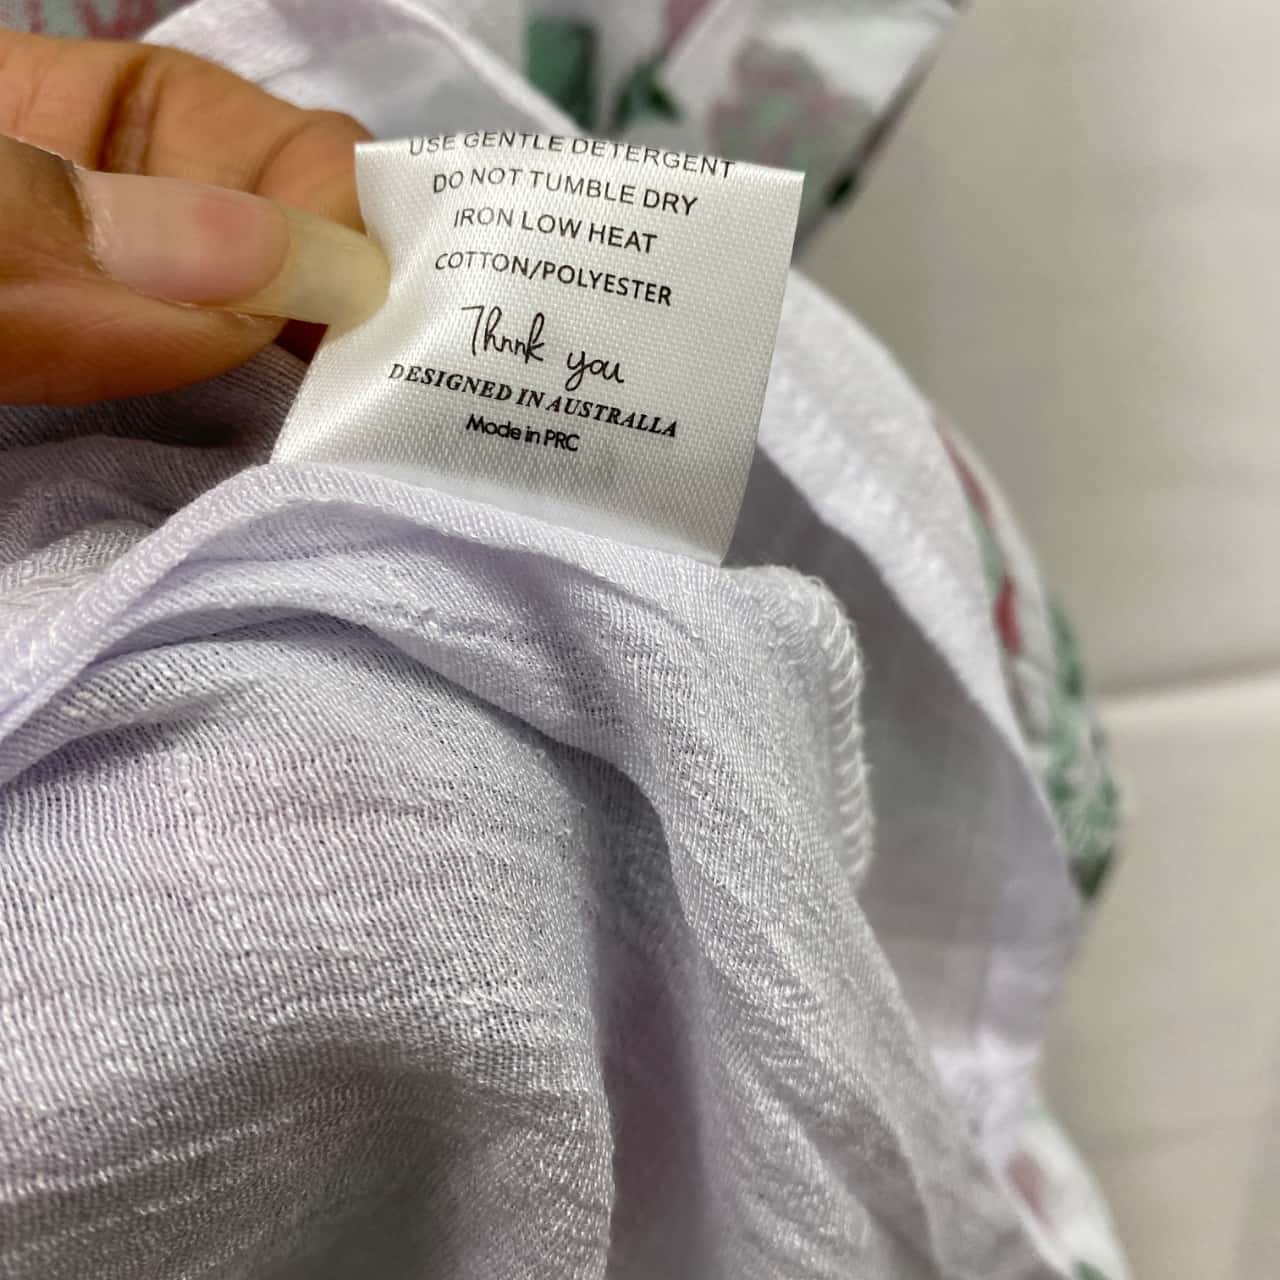 USE GENTLE DETERGENT
DO NOT TUMBLE DRY
IRON LOW HEAT
COTTON/POLYESTER
Thnnk you
DESIGNED IN AUSTRALIA
Made in PRC